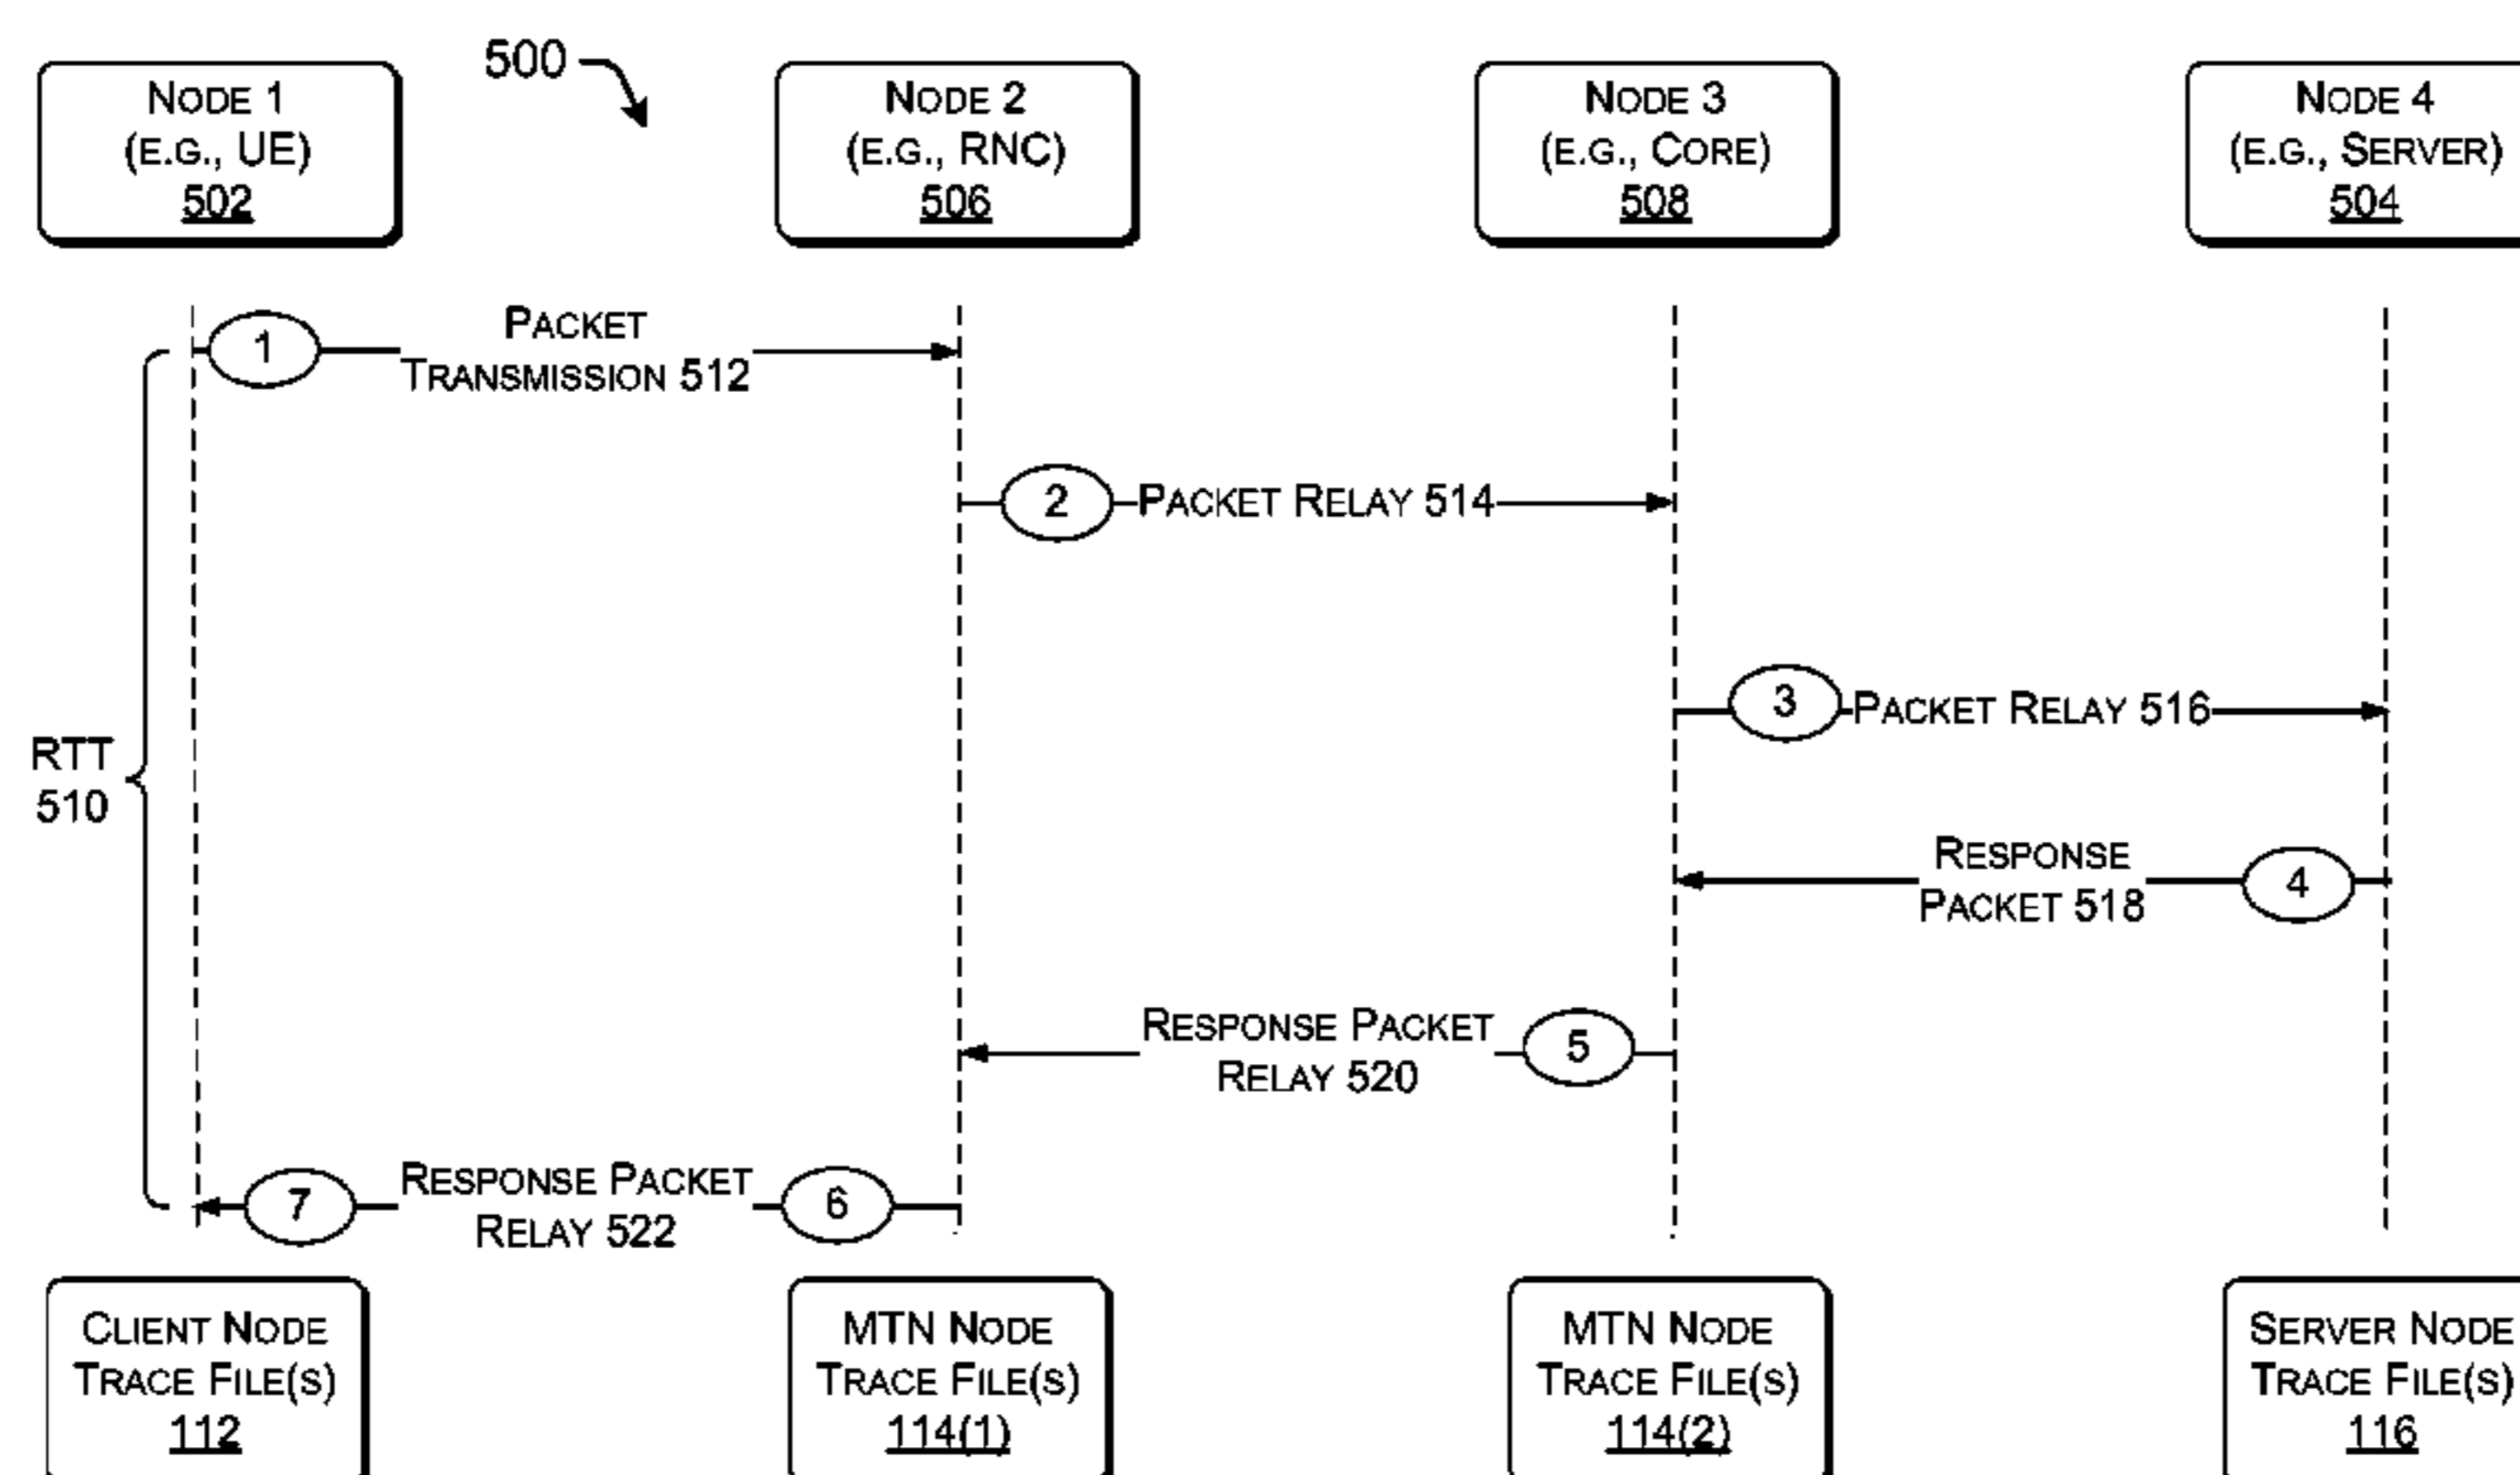 500
NODE 1
(E.G., UE)
502
NODE 2
(E.G., RNC)
506
NODE 3
(E.G., CORE)
508
NODE 4
(E.G., SERVER)
504
1
PACKET
TRANSMISSION 512
2
PACKET RELAY 514
3
PACKET RELAY 516
RTT
510
RESPONSE
PACKET 518
4
RESPONSE PACKET
RELAY 520
5
7
RESPONSE PACKET
RELAY 522
6
CLIENT NODE
TRACE FILE(S)
112
MTN NODE
TRACE FILE(S)
114(1)
MTN NODE
TRACE FILE(S)
114(2)
SERVER NODE
TRACE FILE(S)
116